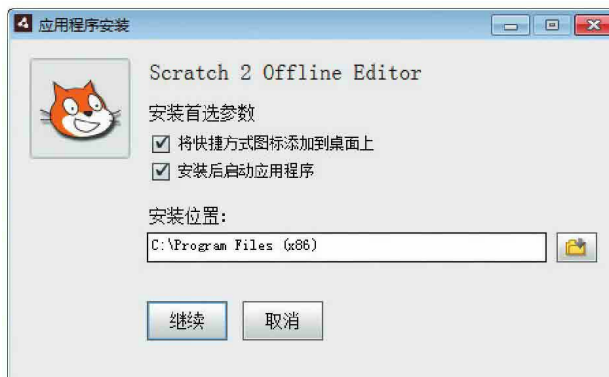 应用程序安装
Scratch 2 Offline Editor
安装首选参数
将快捷方式图标添加到桌面上
安装后启动应用程序
安装位置:
C:\Program Files (x86)
继续 取消